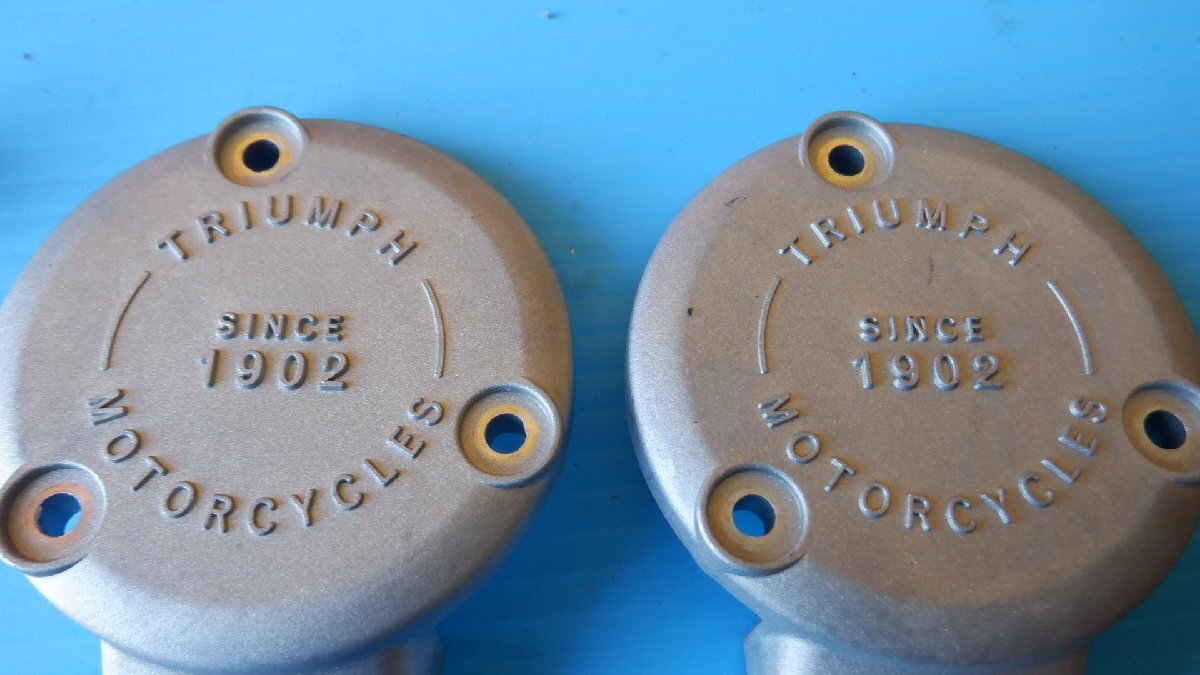 TRIUMPH
SINCE
1902
MOTORCYCLES
TRIUMPH
SINCE
1902
MOTORCYCLES